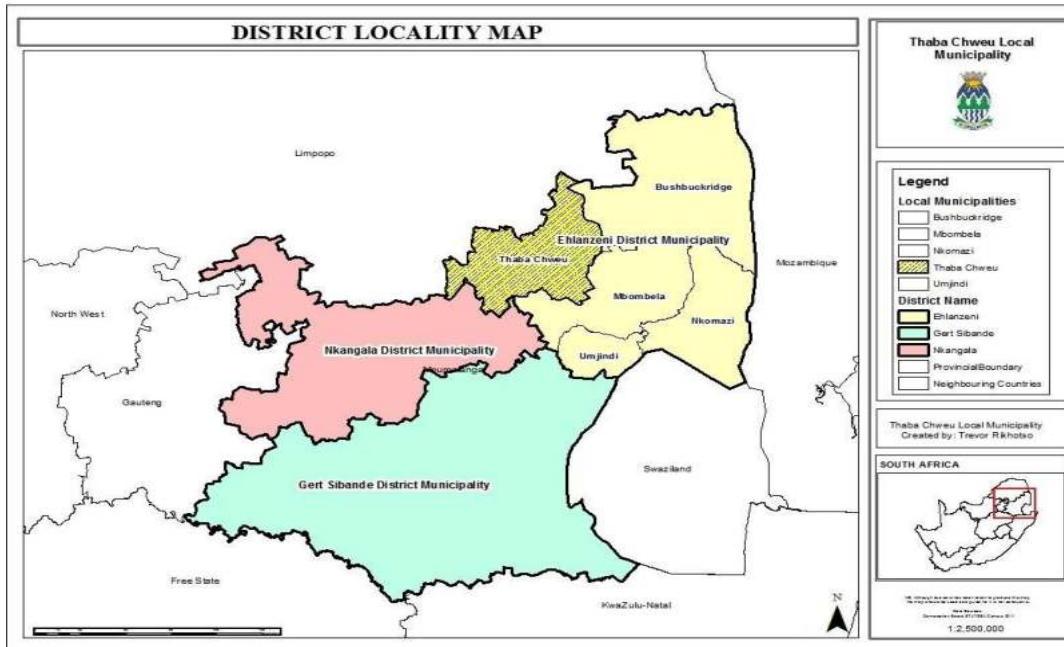 DISTRICT LOCALITY MAP
Limpopo
Bushbuckridge
Ehlanzeni District Municipality
Thaba Chweu
Mozambique
Mbombela
Nkomazi
North West
Nkangala District Municipality
Umjindi
Gauteng
Swaziland
Gert Sibande District Municipality
Free State
KwaZulu-Natal
N
Thaba Chweu Local
Municipality
Legend
Local Municipalities
Bushbuckridge
Mbombela
Nkomazi
Thaba Chweu
Umjindi
District Name
Ehlanzeni
Gert Sibande
Nkangala
Provincial Boundary
Neighbouring Countries
Thaba Chweu Local Municipality
Created by: Trevor Rikhotso
SOUTH AFRICA
1:2,500,000